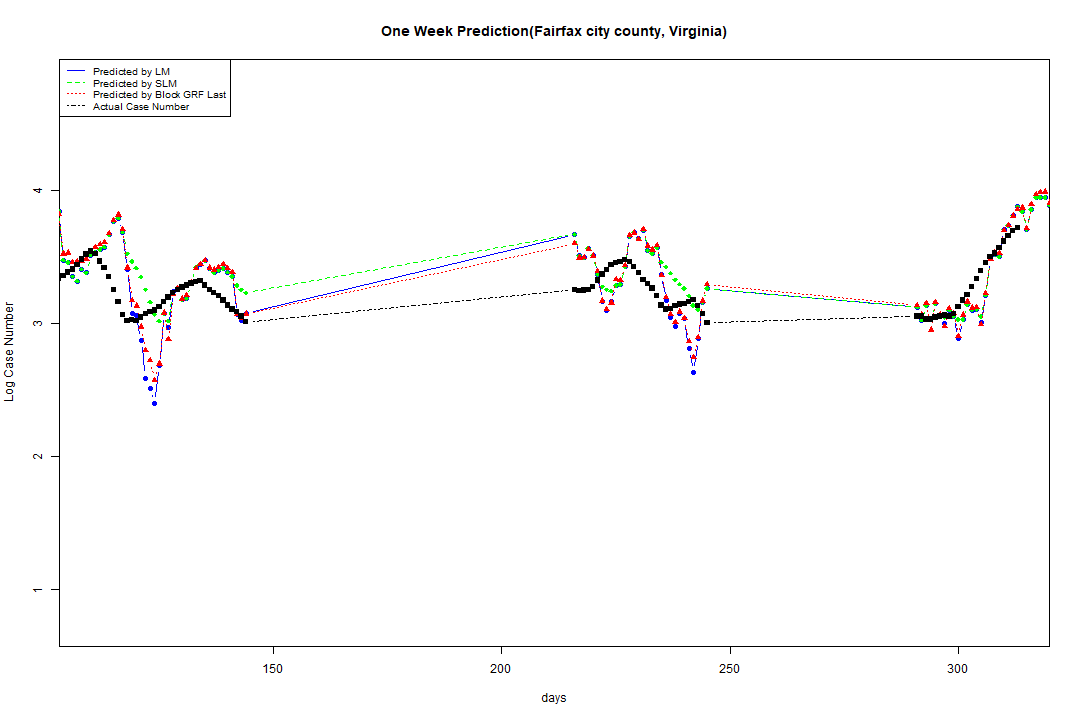 One Week Prediction(Fairfax city county, Virginia)
Predicted by LM
Predicted by SLM
Predicted by Block GRF Last
Actual Case Number
4
3
2
1
Log Case Number
150
200
250
300
days